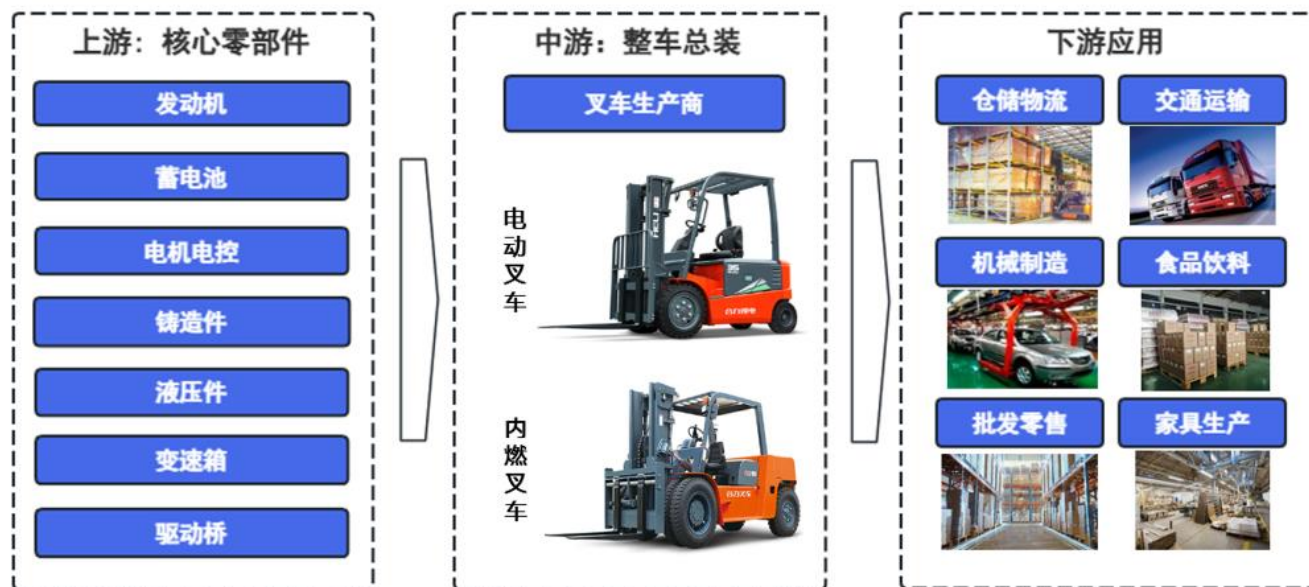 上游：核心零部件
发动机
蓄电池
电机电控
铸造件
液压件
变速箱
驱动桥
中游：整车总装
叉车生产商
电动叉车
HELI
35
内燃叉车
下游应用
仓储物流
交通运输
机械制造
食品饮料
批发零售
家具生产